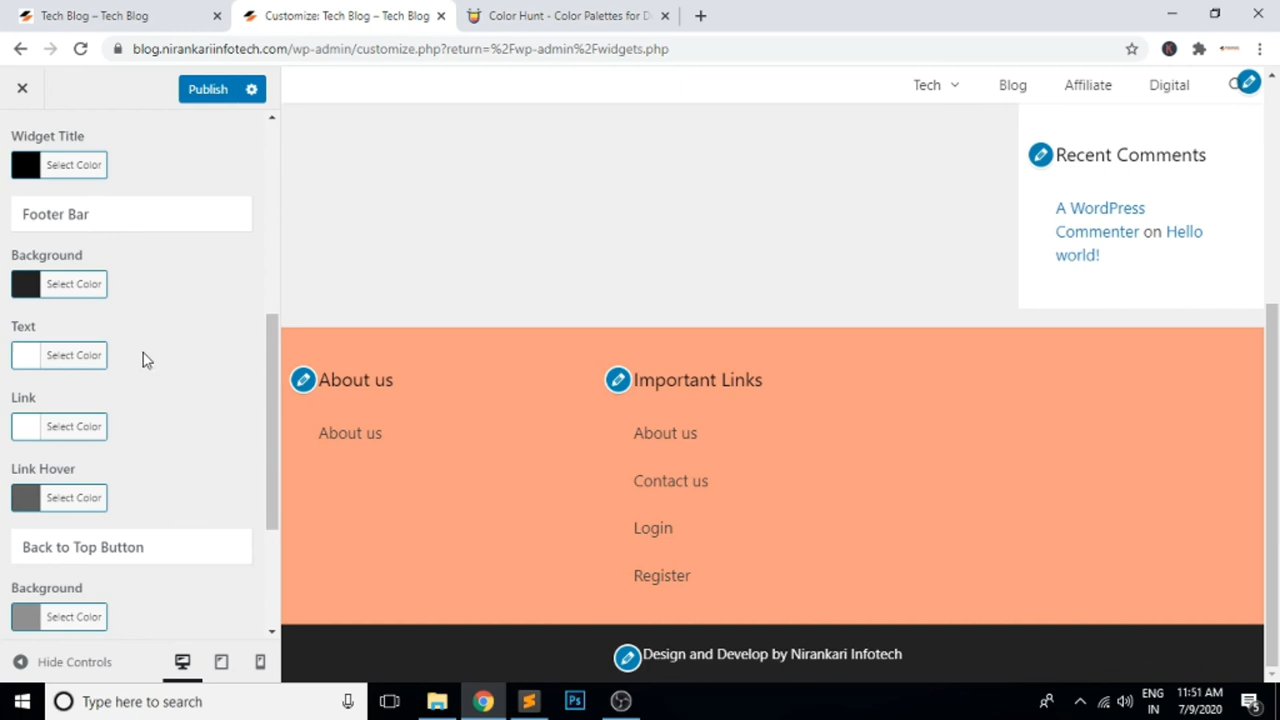 Tech Blog – Tech Blog
Customize: Tech Blog – Tech Blog
Color Hunt - Color Palettes for D
blog.nirankariinfotech.com/wp-admin/customize.php?return=%2Fwp-admin%2Fwidgets.php
Publish
Tech
Blog
Affiliate
Digital
Widget Title
Select Color
Footer Bar
Background
Select Color
Text
Select Color
Link
Select Color
Link Hover
Select Color
Back to Top Button
Background
Select Color
Hide Controls
Recent Comments
A WordPress
Commenter on Hello
world!
About us
About us
Important Links
About us
Contact us
Login
Register
Design and Develop by Nirankari Infotech
Type here to search
Ps
ENG
IN
11:51 AM
7/9/2020
5